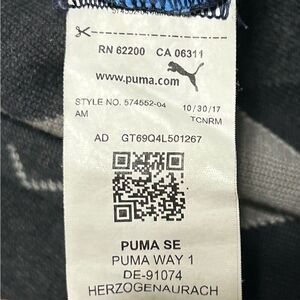 RN 62200 CA 06311
www.puma.com
STYLE NO. 574552-04 10/30/17
AM TCNRM
AD GT69Q4L501267
PUMA SE
PUMA WAY 1
DE-91074
HERZOGENAURACH